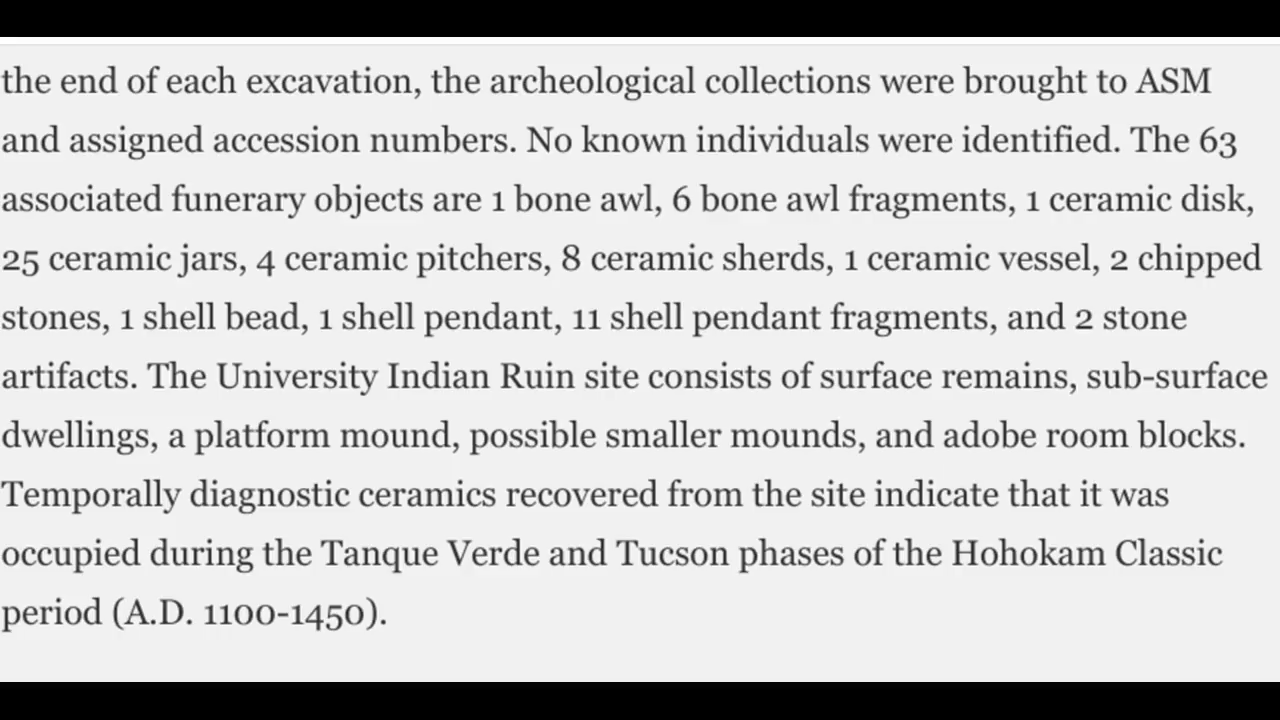 the end of each excavation, the archeological collections were brought to ASM
and assigned accession numbers. No known individuals were identified. The 63
associated funerary objects are 1 bone awl, 6 bone awl fragments, 1 ceramic disk,
25 ceramic jars, 4 ceramic pitchers, 8 ceramic sherds, 1 ceramic vessel, 2 chipped
stones, 1 shell bead, 1 shell pendant, 11 shell pendant fragments, and 2 stone
artifacts. The University Indian Ruin site consists of surface remains, sub-surface
dwellings, a platform mound, possible smaller mounds, and adobe room blocks.
Temporally diagnostic ceramics recovered from the site indicate that it was
occupied during the Tanque Verde and Tucson phases of the Hohokam Classic
period (A.D. 1100-1450).